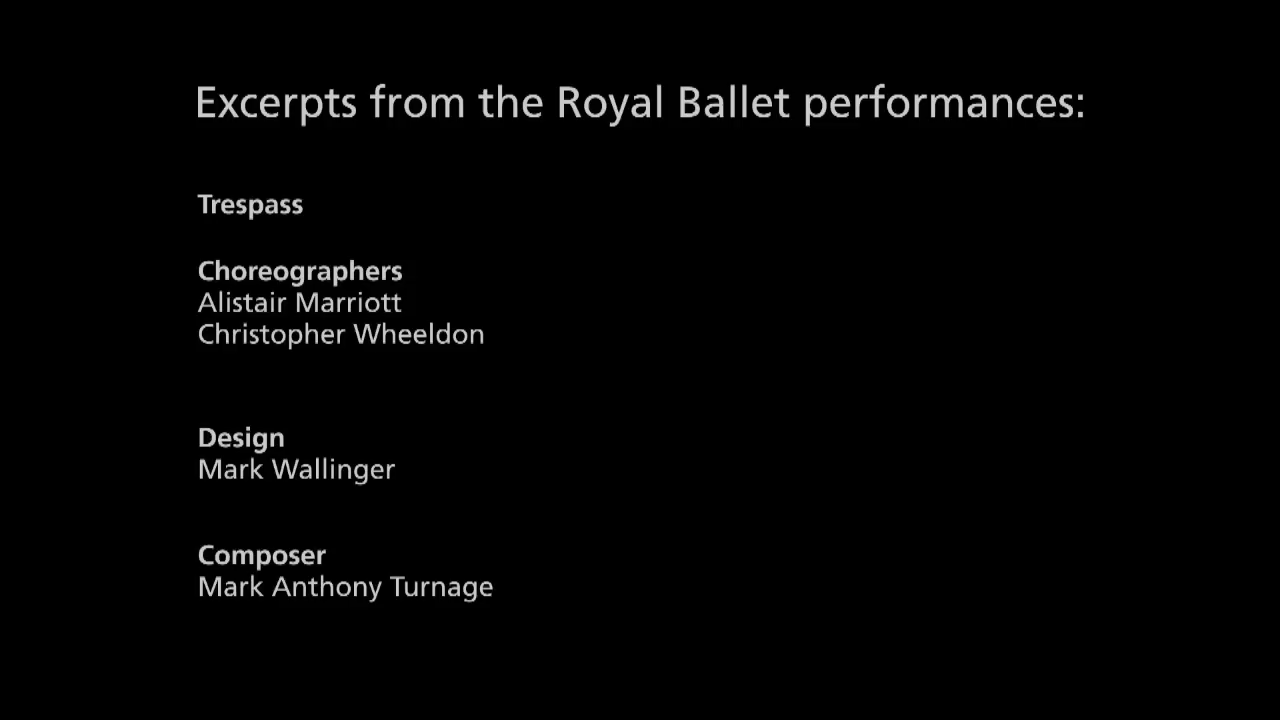 Excerpts from the Royal Ballet performances:
Trespass
Choreographers
Alistair Marriott
Christopher Wheeldon
Design
Mark Wallinger
Composer
Mark Anthony Turnage